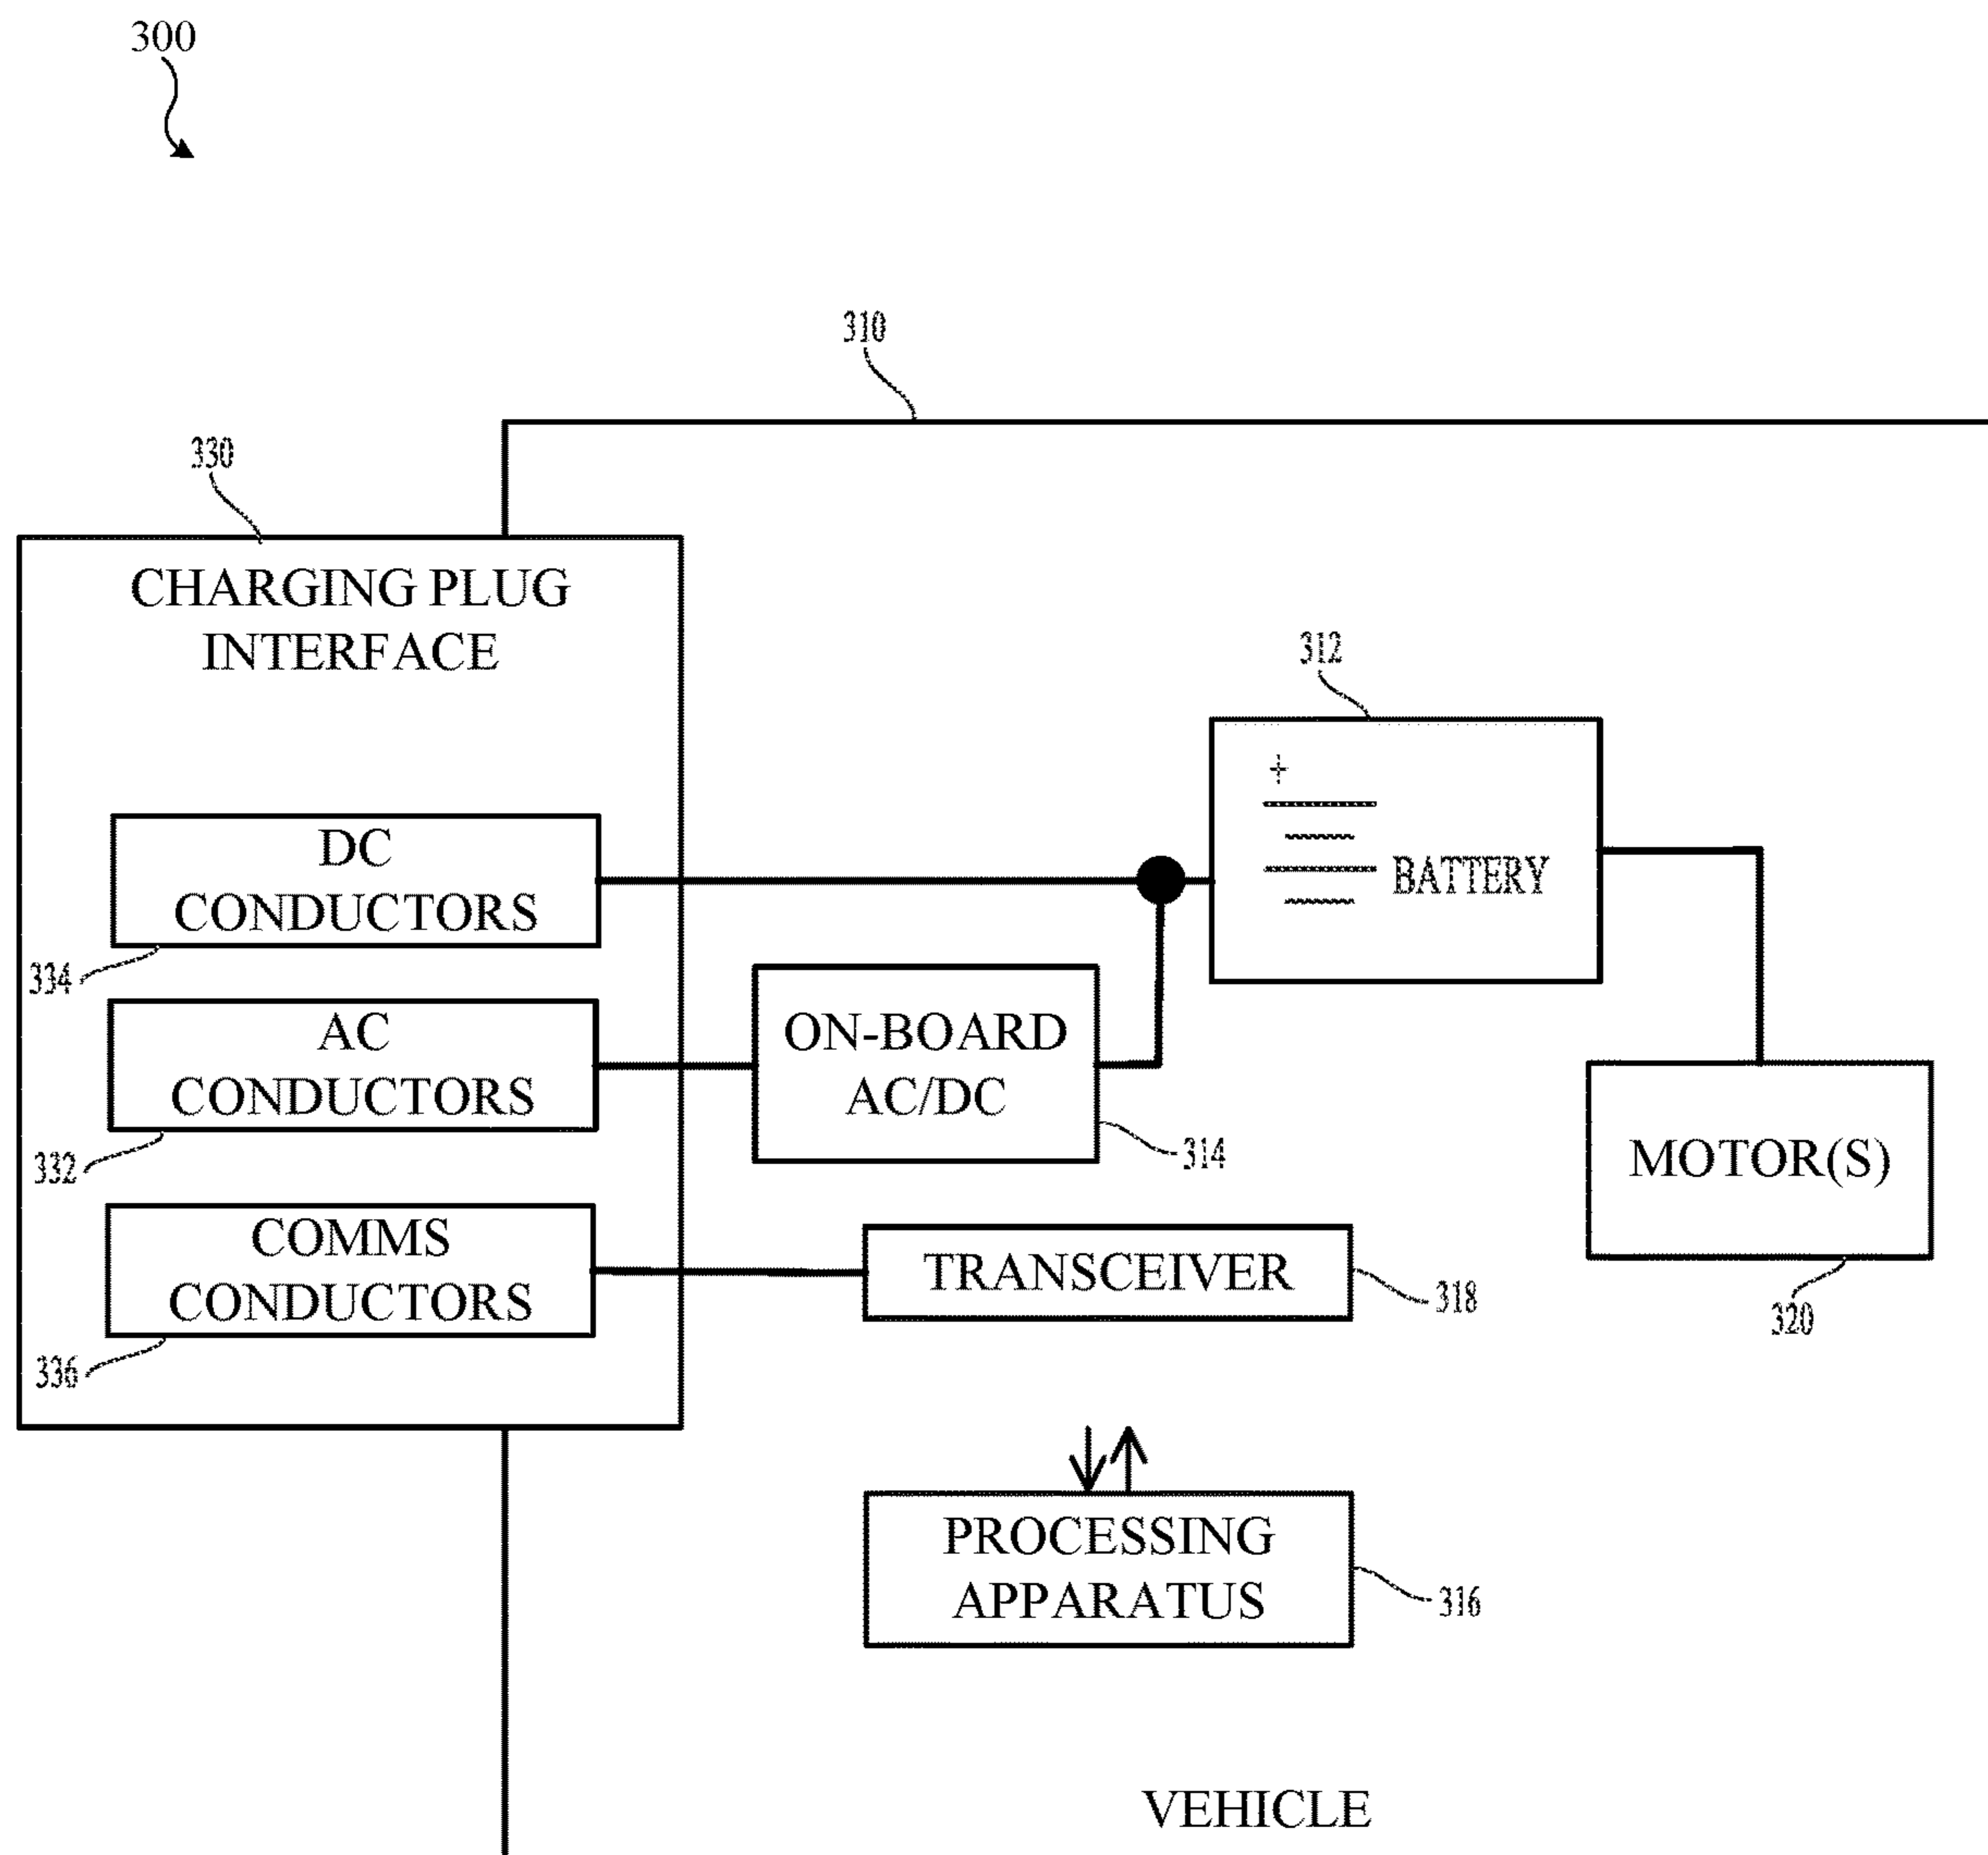 300
310
330
CHARGING PLUG
INTERFACE
312
+
BATTERY
DC
CONDUCTORS
334
AC
CONDUCTORS
332
ON-BOARD
AC/DC
314
MOTOR(S)
320
COMMS
CONDUCTORS
336
TRANSCEIVER
318
PROCESSING
APPARATUS
316
VEHICLE